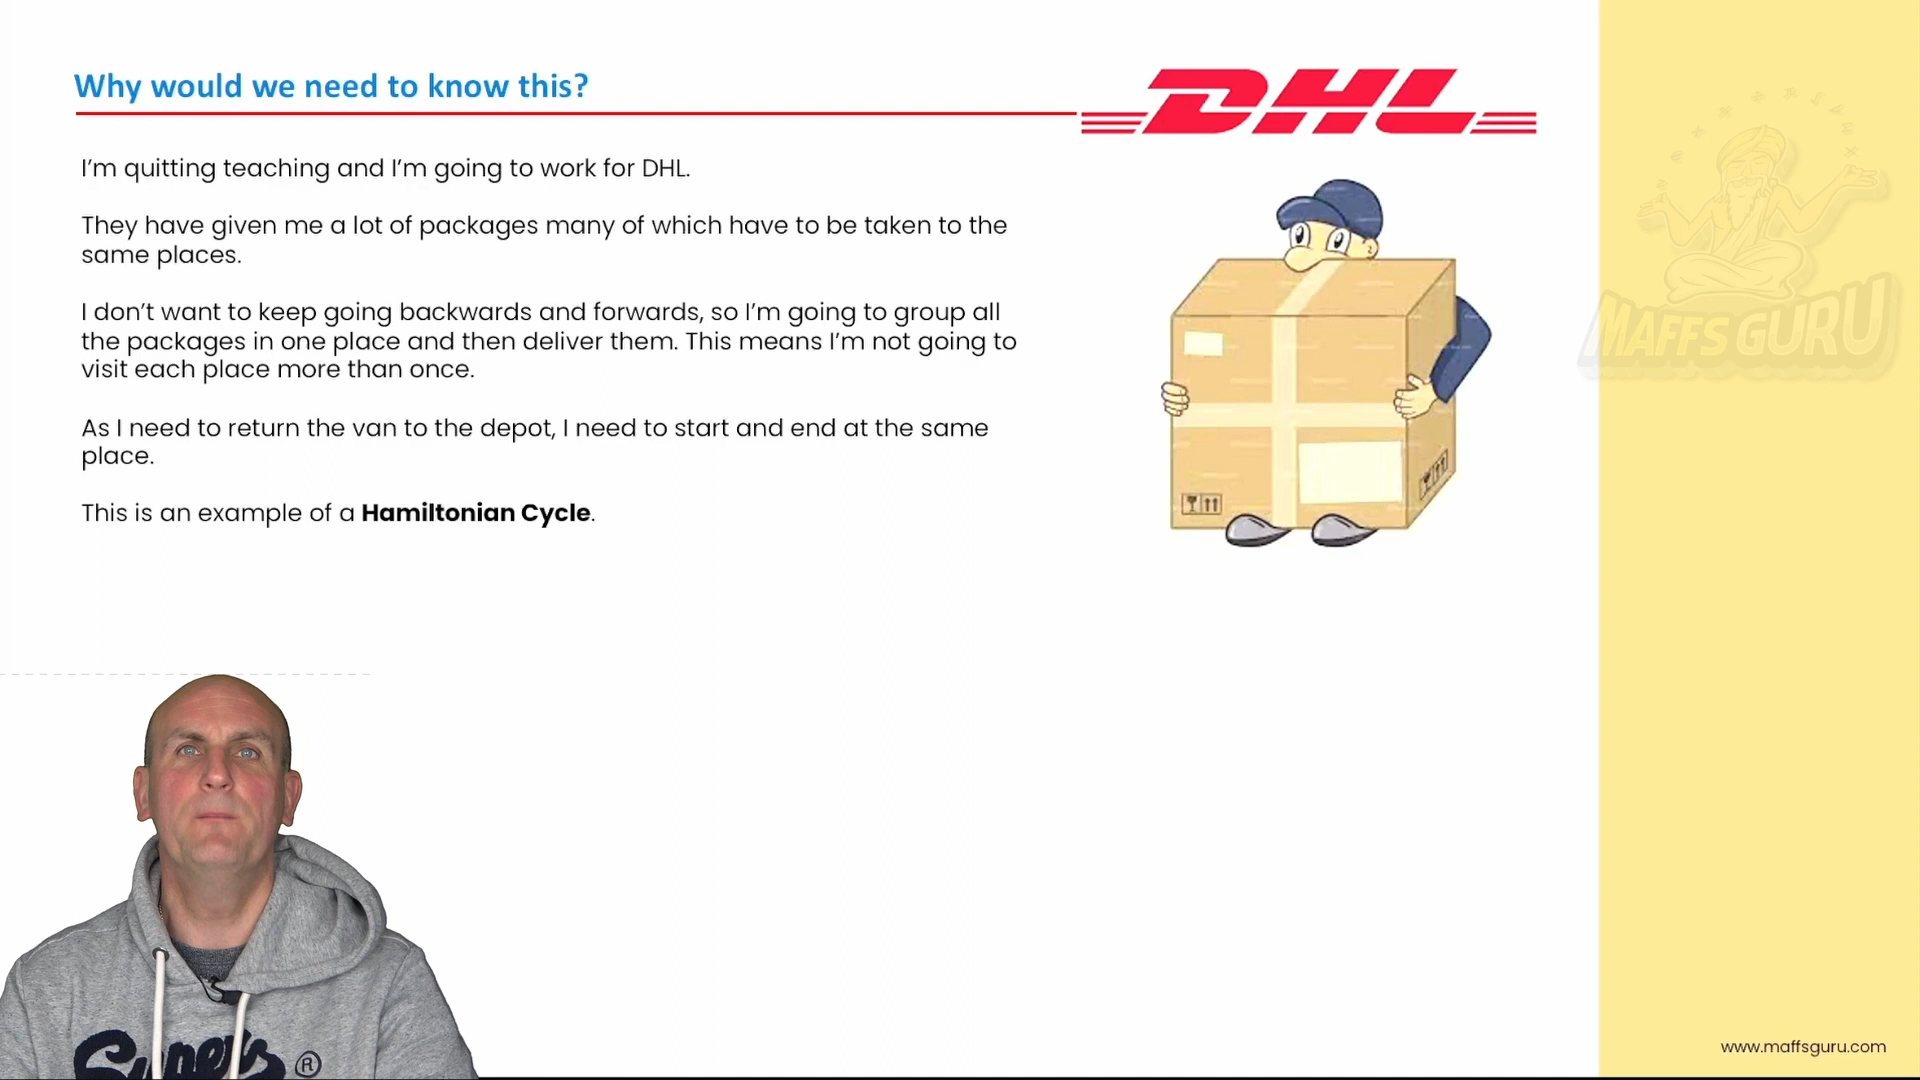 Why would we need to know this?
DHL
I'm quitting teaching and I'm going to work for DHL.
They have given me a lot of packages many of which have to be taken to the
same places.
I don't want to keep going backwards and forwards, so I'm going to group all
the packages in one place and then deliver them. This means I'm not going to
visit each place more than once.
As I need to return the van to the depot, I need to start and end at the same
place.
This is an example of a Hamiltonian Cycle.
MAFFS GURU
®
www.maffsguru.com